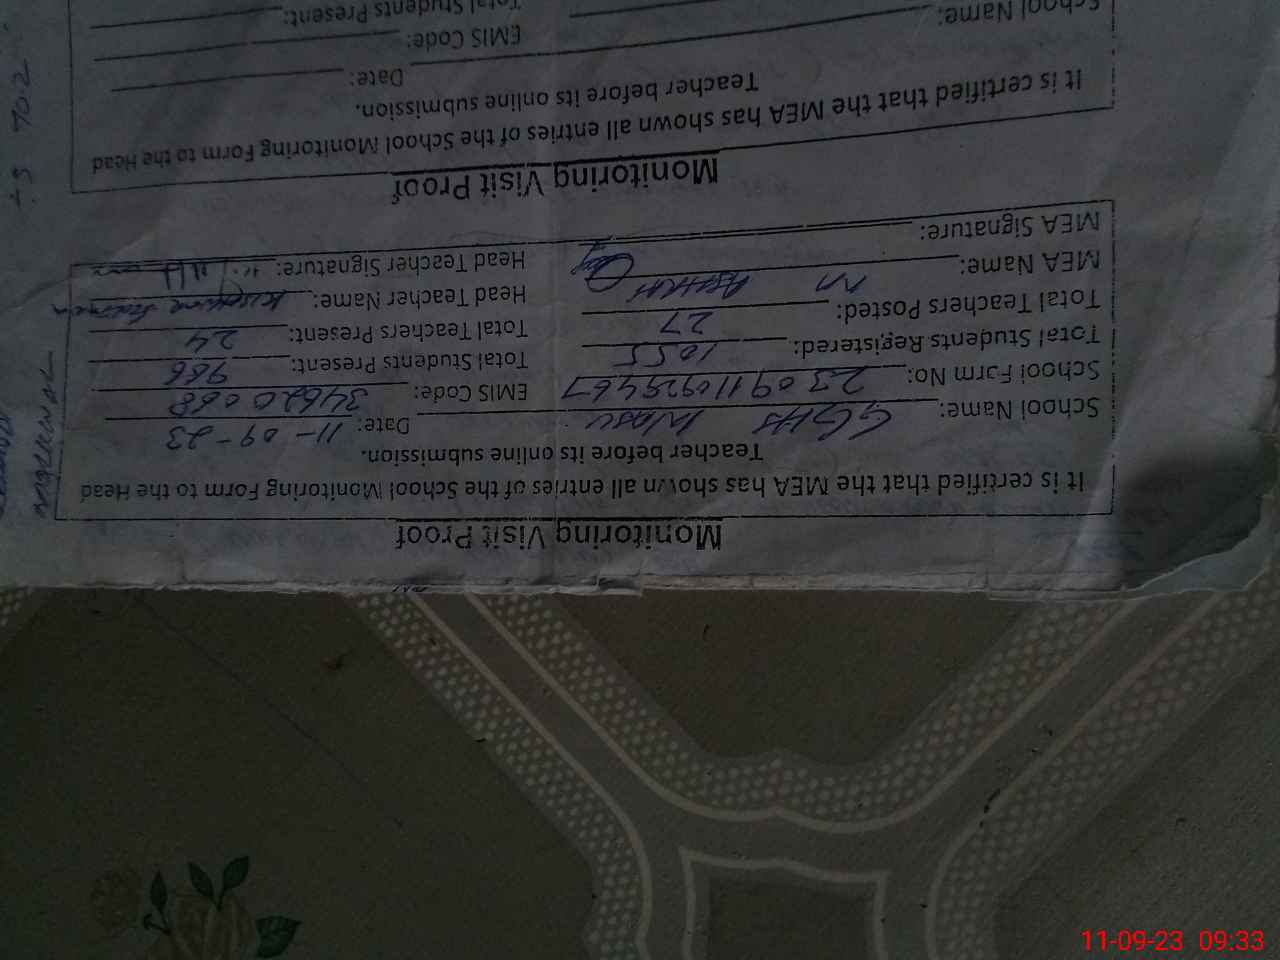 Monitoring Visit Proof
It is certified that the MEA has shown all entries of the School Monitoring Form to the Head
Teacher before its online submission.
School Name: GGHS Wasu Date: 11-09-23
School Form No: 2309110929467 EMIS Code: 34620068
Total Students Registered: 1055 Total Students Present: 966
Total Teachers Posted: 27 Total Teachers Present: 24
MEA Name: M Asghar Head Teacher Name:
MEA Signature: Head Teacher Signature:
Monitoring Visit Proof
It is certified that the MEA has shown all entries of the School Monitoring Form to the Head
Teacher before its online submission.
School Name: Date:
EMIS Code:
Total Students Present:
11-09-23 09:33